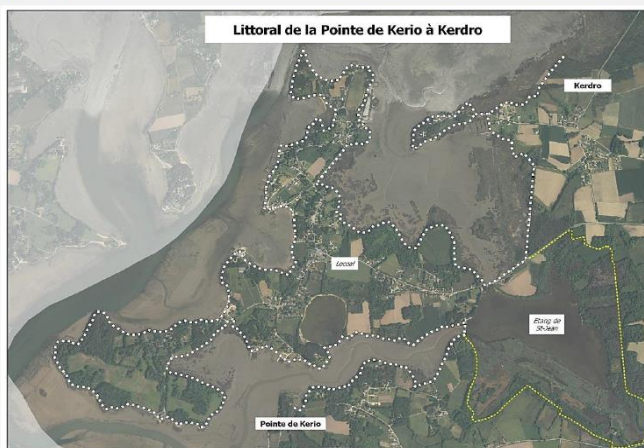 Littoral de la Pointe de Kerio à Kerdro
Kerdro
Locoal
Etang de
St-Jean
Pointe de Kerio